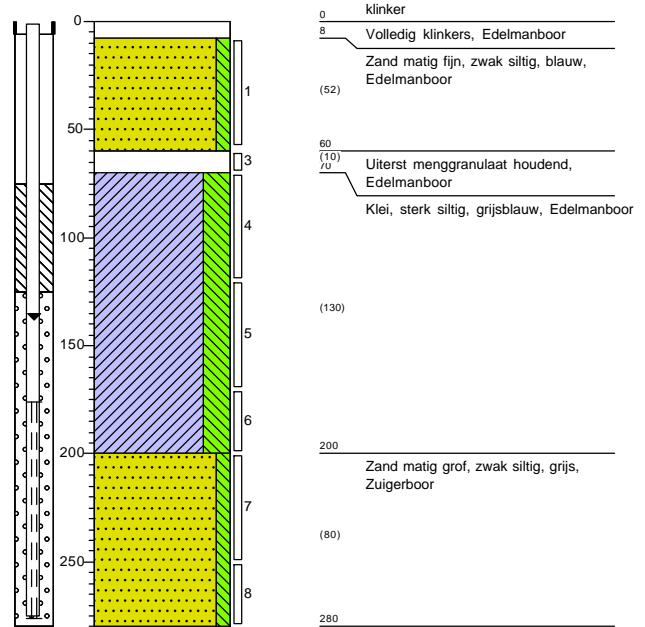 0
50
100
150
200
250
1
3
4
5
6
7
8
klinker
0
8
Volledig klinkers, Edelmanboor
Zand matig fijn, zwak siltig, blauw,
Edelmanboor
(52)
60
(10)
70
Uiterst menggranulaat houdend,
Edelmanboor
Klei, sterk siltig, grijsblauw, Edelmanboor
(130)
200
Zand matig grof, zwak siltig, grijs,
Zuigerboor
(80)
280